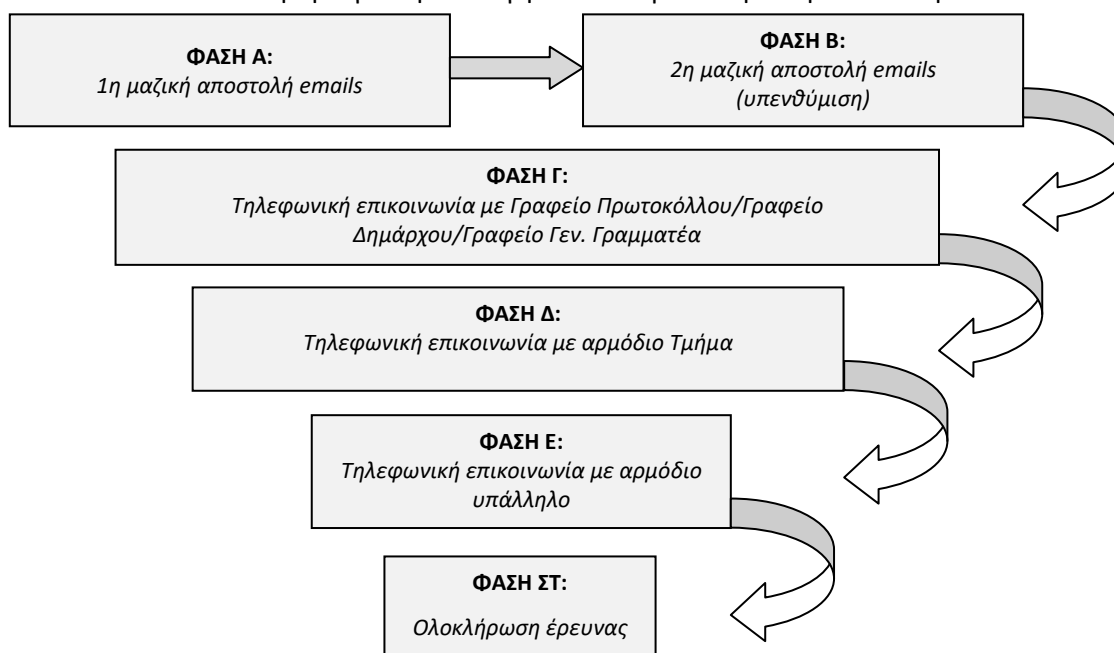 ΦΑΣΗ Α:
1η μαζική αποστολή emails
ΦΑΣΗ Β:
2η μαζική αποστολή emails
(υπενθύμιση)
ΦΑΣΗ Γ:
Τηλεφωνική επικοινωνία με Γραφείο Πρωτοκόλλου/Γραφείο
Δημάρχου/Γραφείο Γεν. Γραμματέα
ΦΑΣΗ Δ:
Τηλεφωνική επικοινωνία με αρμόδιο Τμήμα
ΦΑΣΗ Ε:
Τηλεφωνική επικοινωνία με αρμόδιο
υπάλληλο
ΦΑΣΗ ΣΤ:
Ολοκλήρωση έρευνας